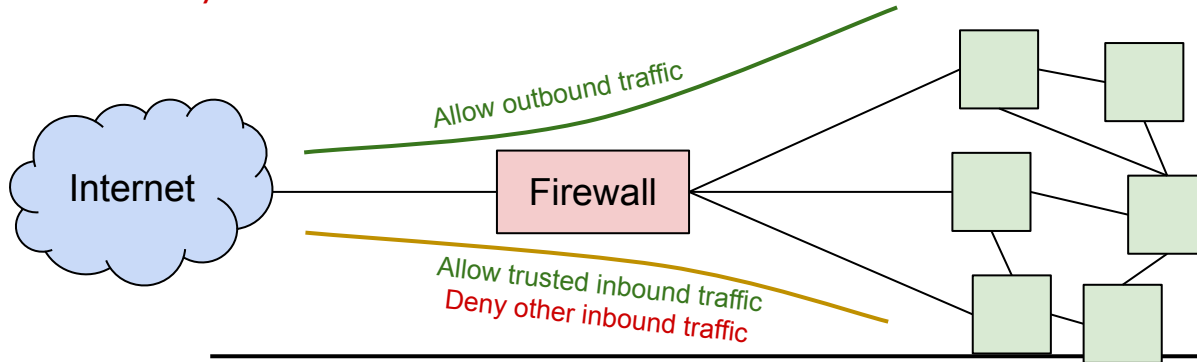 Allow outbound traffic
Internet
Firewall
Allow trusted inbound traffic
Deny other inbound traffic